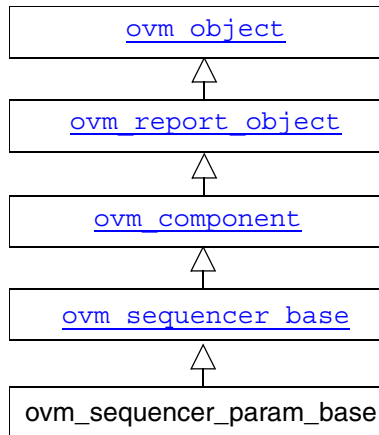 ovm_object
ovm_report_object
ovm_component
ovm_sequencer_base
ovm_sequencer_param_base